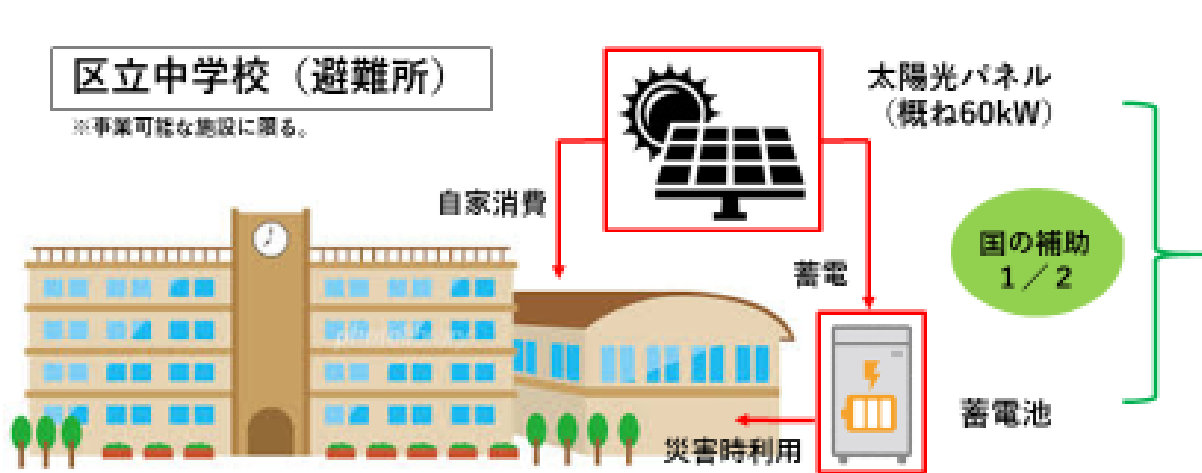 区立中学校（避難所）
※事業可能な施設に限る。
太陽光パネル
（概ね60kW）
自家消費
蓄電
国の補助
1／2
蓄電池
災害時利用